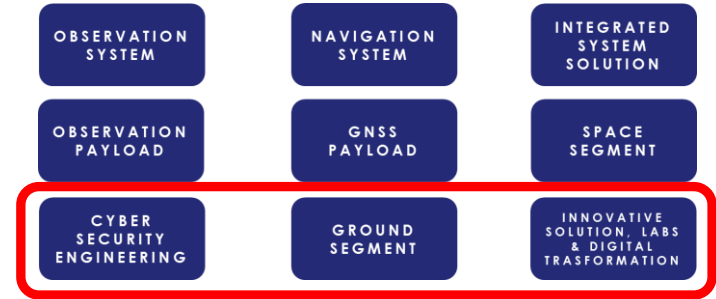 OBSERVATION
SYSTEM
NAVIGATION
SYSTEM
INTEGRATED
SYSTEM
SOLUTION
OBSERVATION
PAYLOAD
GNSS
PAYLOAD
SPACE
SEGMENT
CYBER
SECURITY
ENGINEERING
GROUND
SEGMENT
INNOVATIVE
SOLUTION, LABS
& DIGITAL
TRASFORMATION